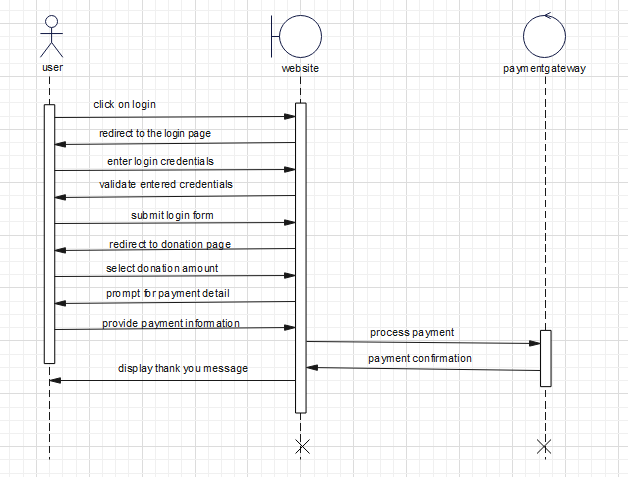 user
website
paymentgateway
click on login
redirect to the login page
enter login credentials
validate entered credentials
submit login form
redirect to donation page
select donation amount
prompt for payment detail
provide payment information
process payment
payment confirmation
display thank you message